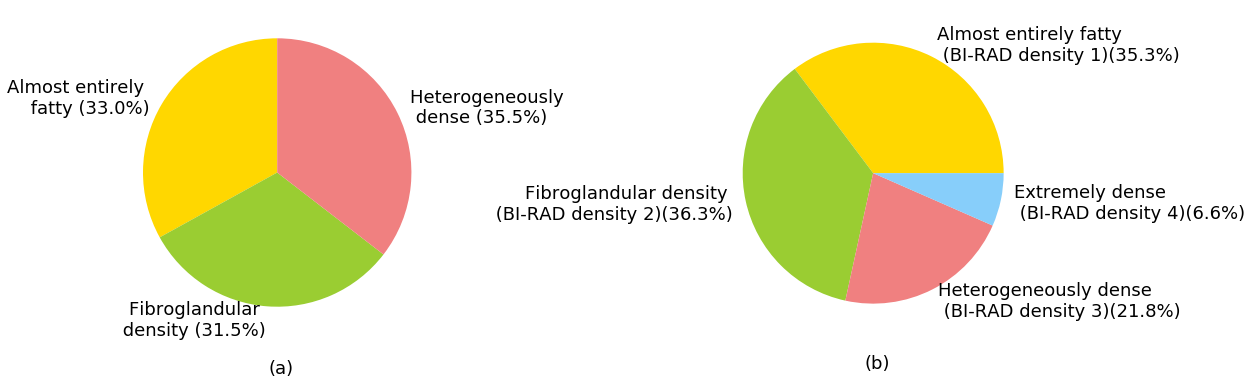 Almost entirely
fatty (33.0%)
Heterogeneously
dense (35.5%)
Fibroglandular
density (31.5%)
(a)
Almost entirely fatty
(BI-RAD density 1)(35.3%)
Fibroglandular density
(BI-RAD density 2)(36.3%)
Extremely dense
(BI-RAD density 4)(6.6%)
Heterogeneously dense
(BI-RAD density 3)(21.8%)
(b)